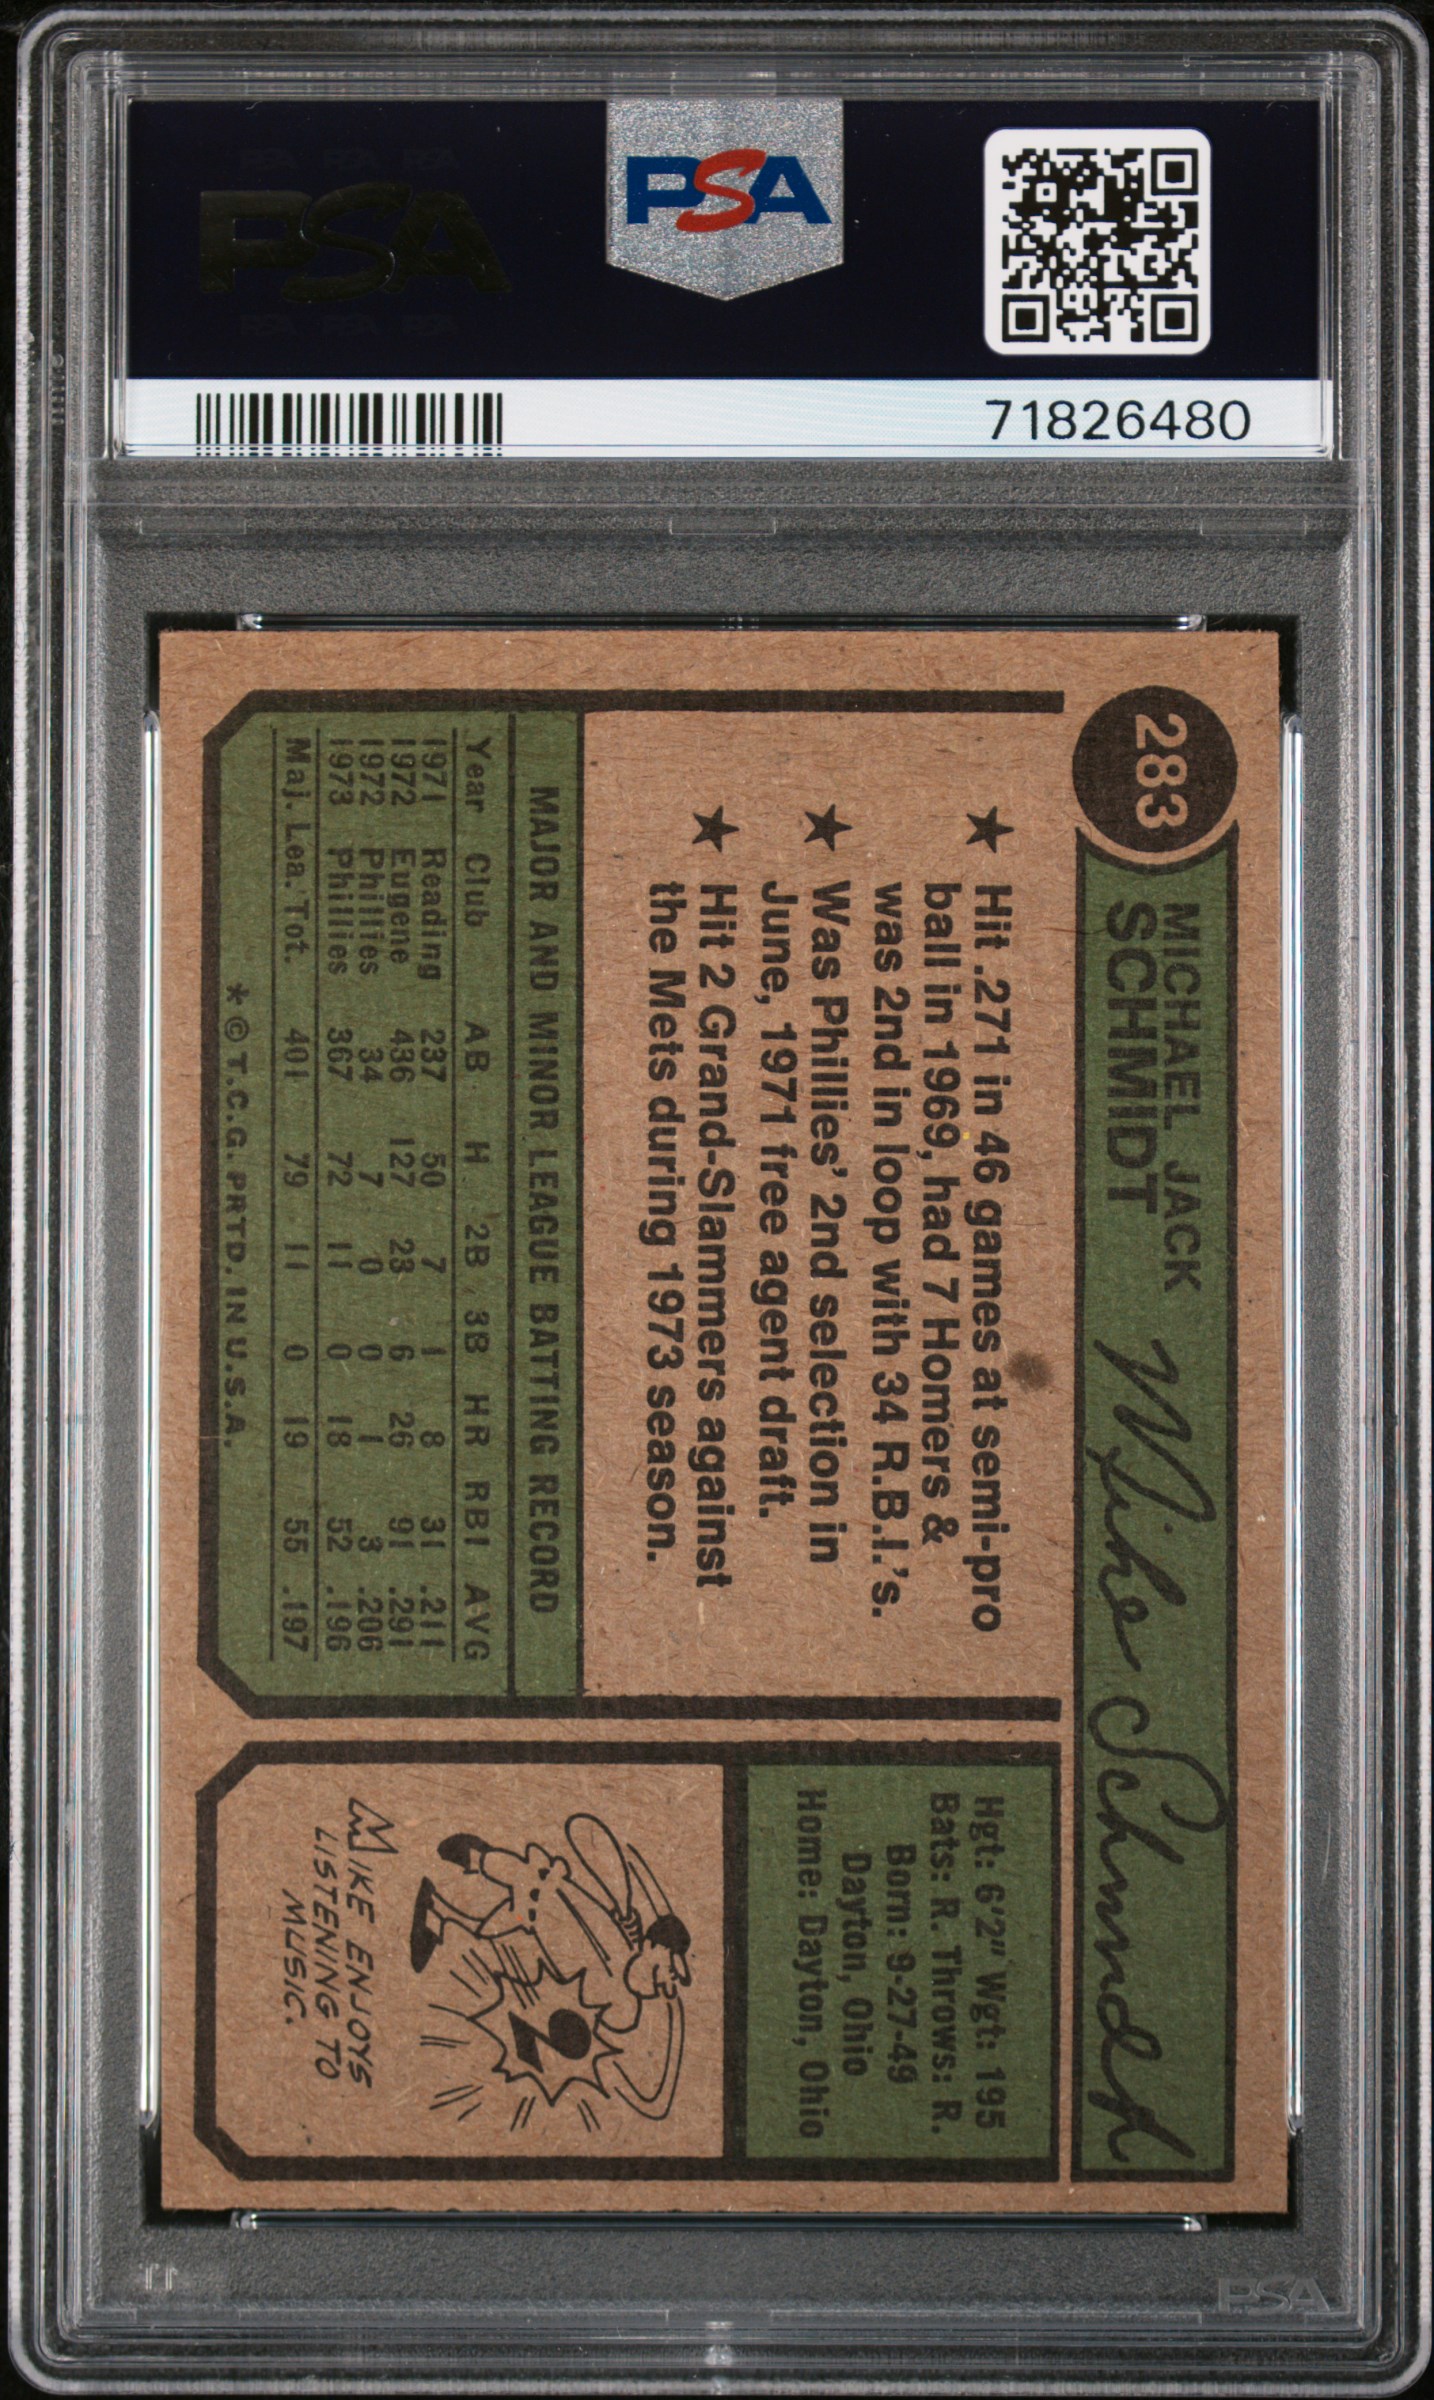 PSA
PSA
71826480
283
MICHAEL JACK
SCHMIDT
Mike Schmidt
★ Hit .271 in 46 games at semi-pro
ball in 1969, had 7 Homers &
was 2nd in loop with 34 R.B.I.'s.
★ Was Phillies' 2nd selection in
June, 1971 free agent draft.
★ Hit 2 Grand-Slammers against
the Mets during 1973 season.
MAJOR AND MINOR LEAGUE BATTING RECORD
Year Club AB H 2B 3B HR RBI AVG
1971 Reading 237 50 7 1 8 31 .211
1972 Eugene 436 127 23 6 26 91 .291
1972 Phillies 34 7 0 0 1 3 .206
1973 Phillies 367 72 11 0 18 52 .196
Maj. Lea. Tot. 401 79 11 0 19 55 .197
* © T.C.G. PRTD. IN U.S.A.
Hgt: 6'2" Wgt: 195
Bats: R. Throws: R.
Born: 9-27-49
Dayton, Ohio
Home: Dayton, Ohio
MIKE ENJOYS
LISTENING TO
MUSIC.
PSA